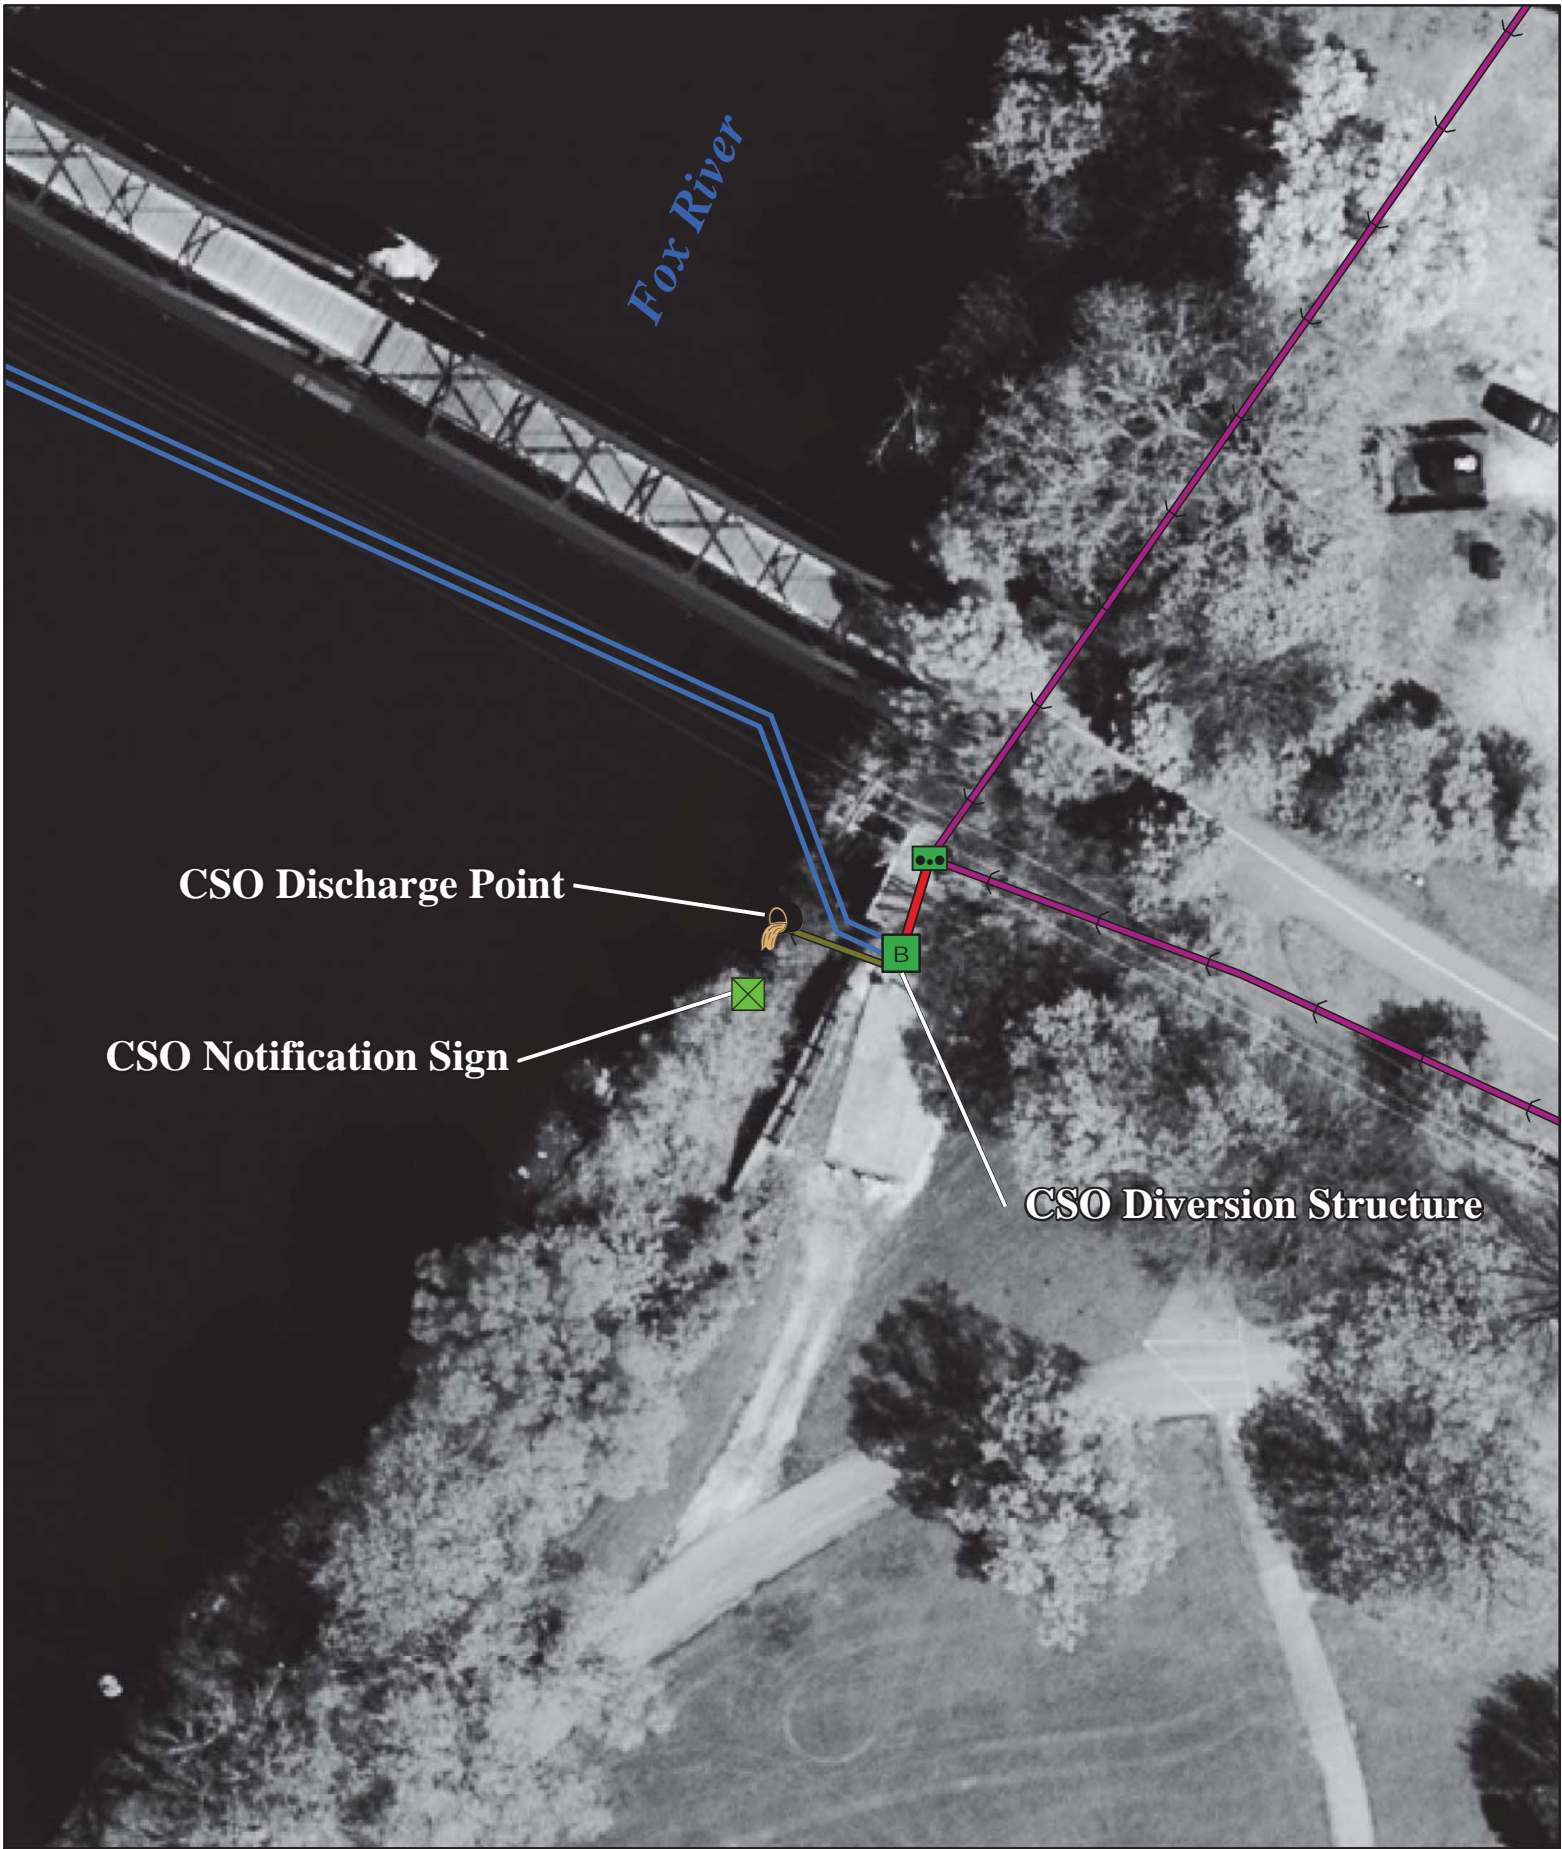 Fox River
CSO Discharge Point
B
CSO Notification Sign
CSO Diversion Structure